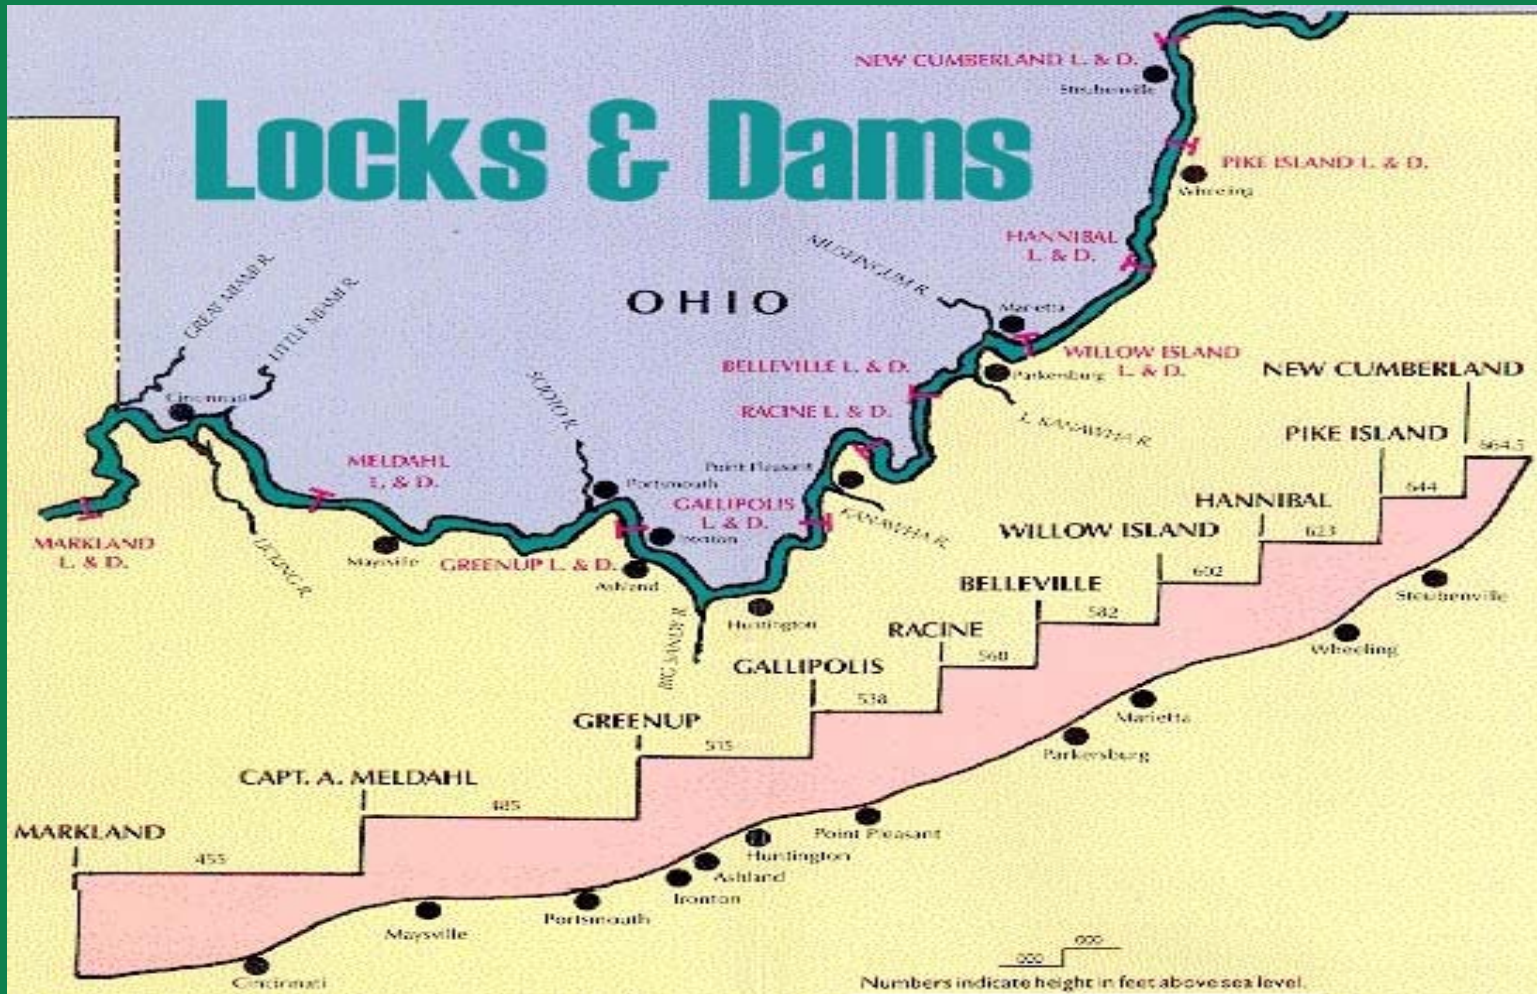 Locks & Dams
OHIO
NEW CUMBERLAND L. & D.
Steubenville
PIKE ISLAND L. & D.
Wheeling
HANNIBAL
L. & D.
MUSKINGUM R.
Marietta
WILLOW ISLAND
L. & D.
Parkersburg
L. KANAWHA R.
BELLEVILLE L. & D.
RACINE L. & D.
Point Pleasant
KANAWHA R.
GALLIPOLIS
L. & D.
GREAT MIAMI R.
LITTLE MIAMI R.
Cincinnati
SCIOTO R.
Portsmouth
Ironton
MELDAHL
L. & D.
MARKLAND
L. & D.
LICKING R.
Maysville
GREENUP L. & D.
Ashland
BIG SANDY R.
Huntington
NEW CUMBERLAND
664.5
PIKE ISLAND
644
HANNIBAL
623
WILLOW ISLAND
602
BELLEVILLE
582
RACINE
560
GALLIPOLIS
538
GREENUP
515
CAPT. A. MELDAHL
485
MARKLAND
455
Steubenville
Wheeling
Marietta
Parkersburg
Point Pleasant
Huntington
Ashland
Ironton
Portsmouth
Maysville
Cincinnati
000
000
Numbers indicate height in feet above sea level.